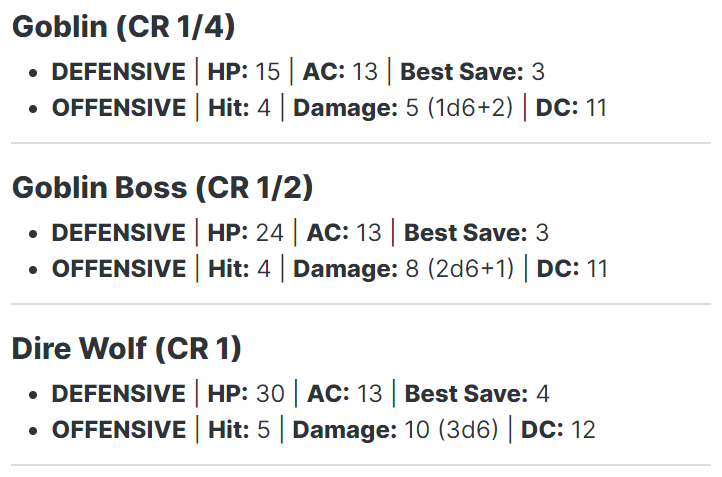 Goblin (CR 1/4)
• DEFENSIVE | HP: 15 | AC: 13 | Best Save: 3
• OFFENSIVE | Hit: 4 | Damage: 5 (1d6+2) | DC: 11
Goblin Boss (CR 1/2)
• DEFENSIVE | HP: 24 | AC: 13 | Best Save: 3
• OFFENSIVE | Hit: 4 | Damage: 8 (2d6+1) | DC: 11
Dire Wolf (CR 1)
• DEFENSIVE | HP: 30 | AC: 13 | Best Save: 4
• OFFENSIVE | Hit: 5 | Damage: 10 (3d6) | DC: 12